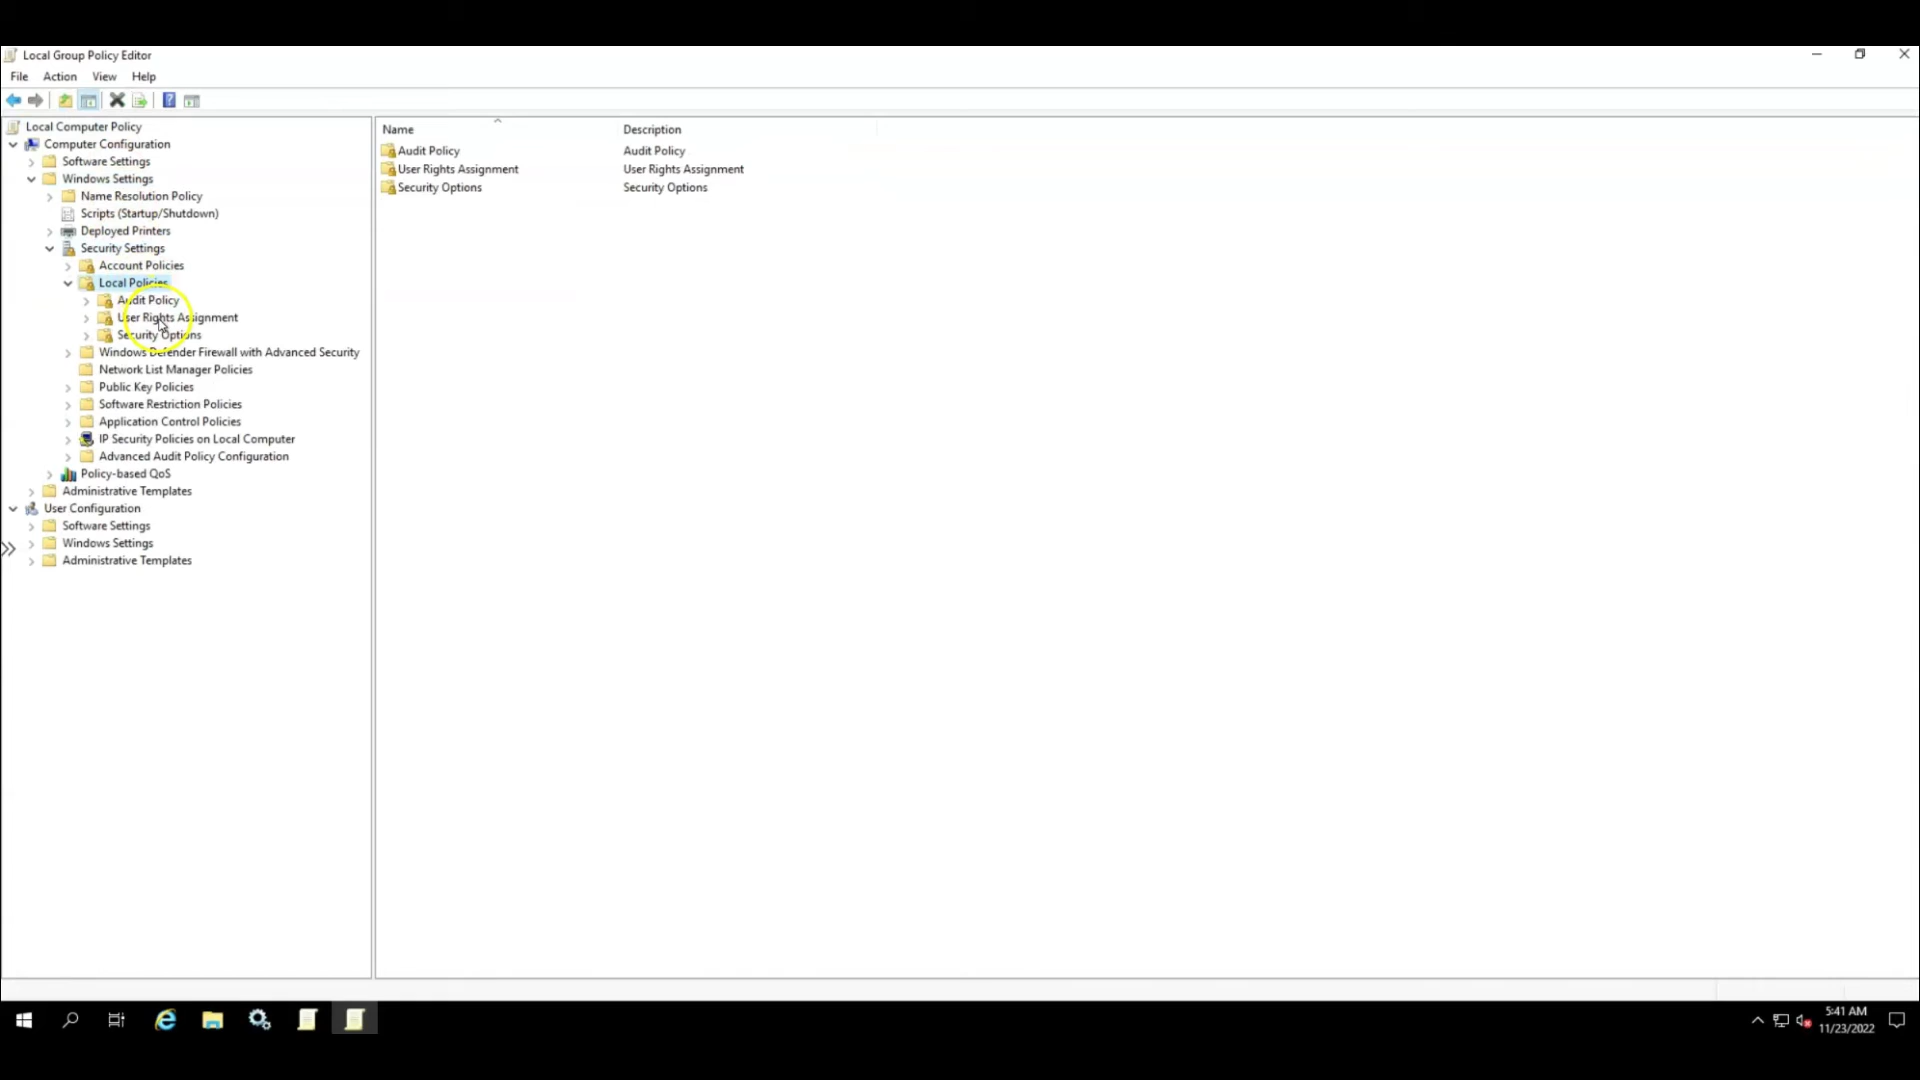 Local Group Policy Editor
File Action View Help
Local Computer Policy
Computer Configuration
Software Settings
Windows Settings
Name Resolution Policy
Scripts (Startup/Shutdown)
Deployed Printers
Security Settings
Account Policies
Local Policies
Audit Policy
User Rights Assignment
Security Options
Windows Defender Firewall with Advanced Security
Network List Manager Policies
Public Key Policies
Software Restriction Policies
Application Control Policies
IP Security Policies on Local Computer
Advanced Audit Policy Configuration
Policy-based QoS
Administrative Templates
User Configuration
Software Settings
Windows Settings
Administrative Templates
Name Description
Audit Policy Audit Policy
User Rights Assignment User Rights Assignment
Security Options Security Options
5:41 AM
11/23/2022